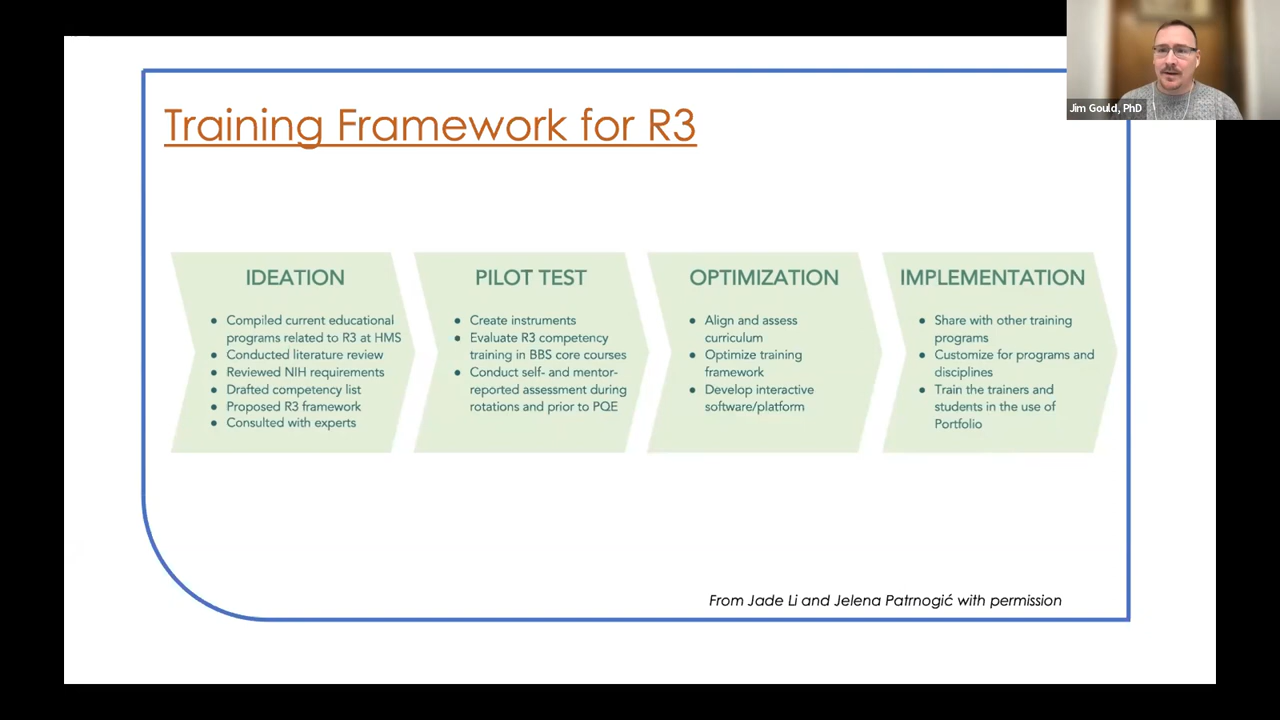 Jim Gould, PhD
Training Framework for R3
IDEATION
● Compiled current educational
programs related to R3 at HMS
● Conducted literature review
● Reviewed NIH requirements
● Drafted competency list
● Proposed R3 framework
● Consulted with experts
PILOT TEST
● Create instruments
● Evaluate R3 competency
training in BBS core courses
● Conduct self- and mentor-
reported assessment during
rotations and prior to PQE
OPTIMIZATION
● Align and assess
curriculum
● Optimize training
framework
● Develop interactive
software/platform
IMPLEMENTATION
● Share with other training
programs
● Customize for programs and
disciplines
● Train the trainers and
students in the use of
Portfolio
From Jade Li and Jelena Patrnogić with permission